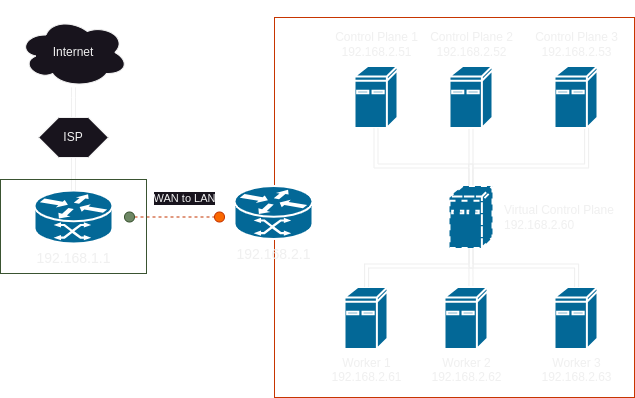 Internet
ISP
192.168.1.1
WAN to LAN
192.168.2.1
Control Plane 1
192.168.2.51
Control Plane 2
192.168.2.52
Control Plane 3
192.168.2.53
Virtual Control Plane
192.168.2.60
Worker 1
192.168.2.61
Worker 2
192.168.2.62
Worker 3
192.168.2.63